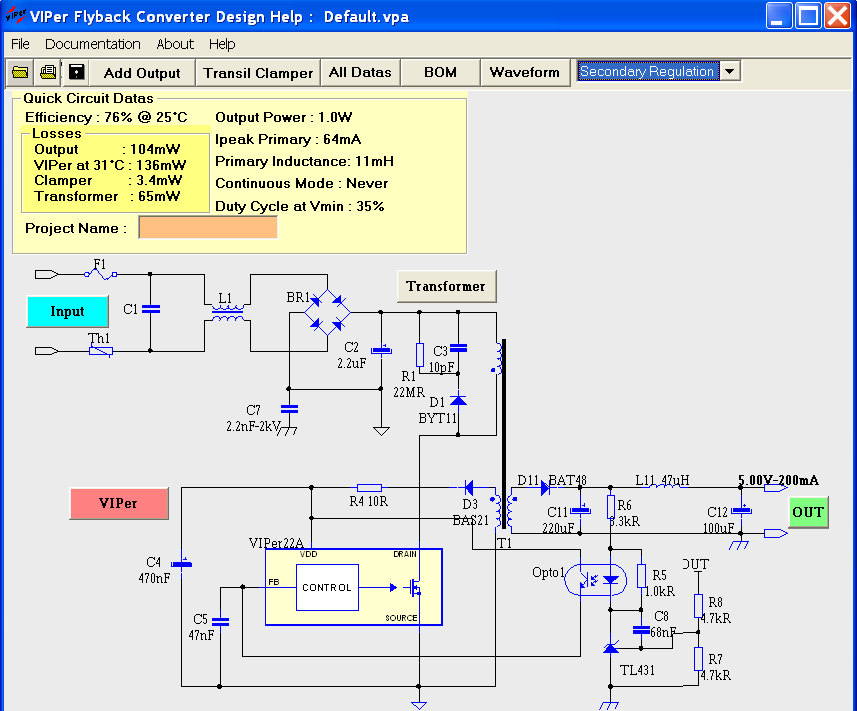 VIPer Flyback Converter Design Help : Default.vpa
File Documentation About Help
Add Output Transil Clamper All Datas BOM Waveform Secondary Regulation
Quick Circuit Datas
Efficiency : 76% @ 25°C
Losses
Output : 104mW
VIPer at 31°C : 136mW
Clamper : 3.4mW
Transformer : 65mW
Output Power : 1.0W
Ipeak Primary : 64mA
Primary Inductance: 11mH
Continuous Mode : Never
Duty Cycle at Vmin : 35%
Project Name :
F1
Input
C1
Th1
L1
BR1
Transformer
C2
2.2uF
R1
22MR
C3
10pF
D1
BYT11
C7
2.2nF-2kV
VIPer
R4 10R
D3
BAS21
D11 BAT48
C11
220uF
R6
3.3kR
L11 47uH
5.00V-200mA
C12
100uF
OUT
T1
VIPer22A
VDD
DRAIN
FB
CONTROL
SOURCE
C4
470nF
C5
47nF
Opto1
R5
1.0kR
C8
68nF
OUT
R8
4.7kR
R7
4.7kR
TL431